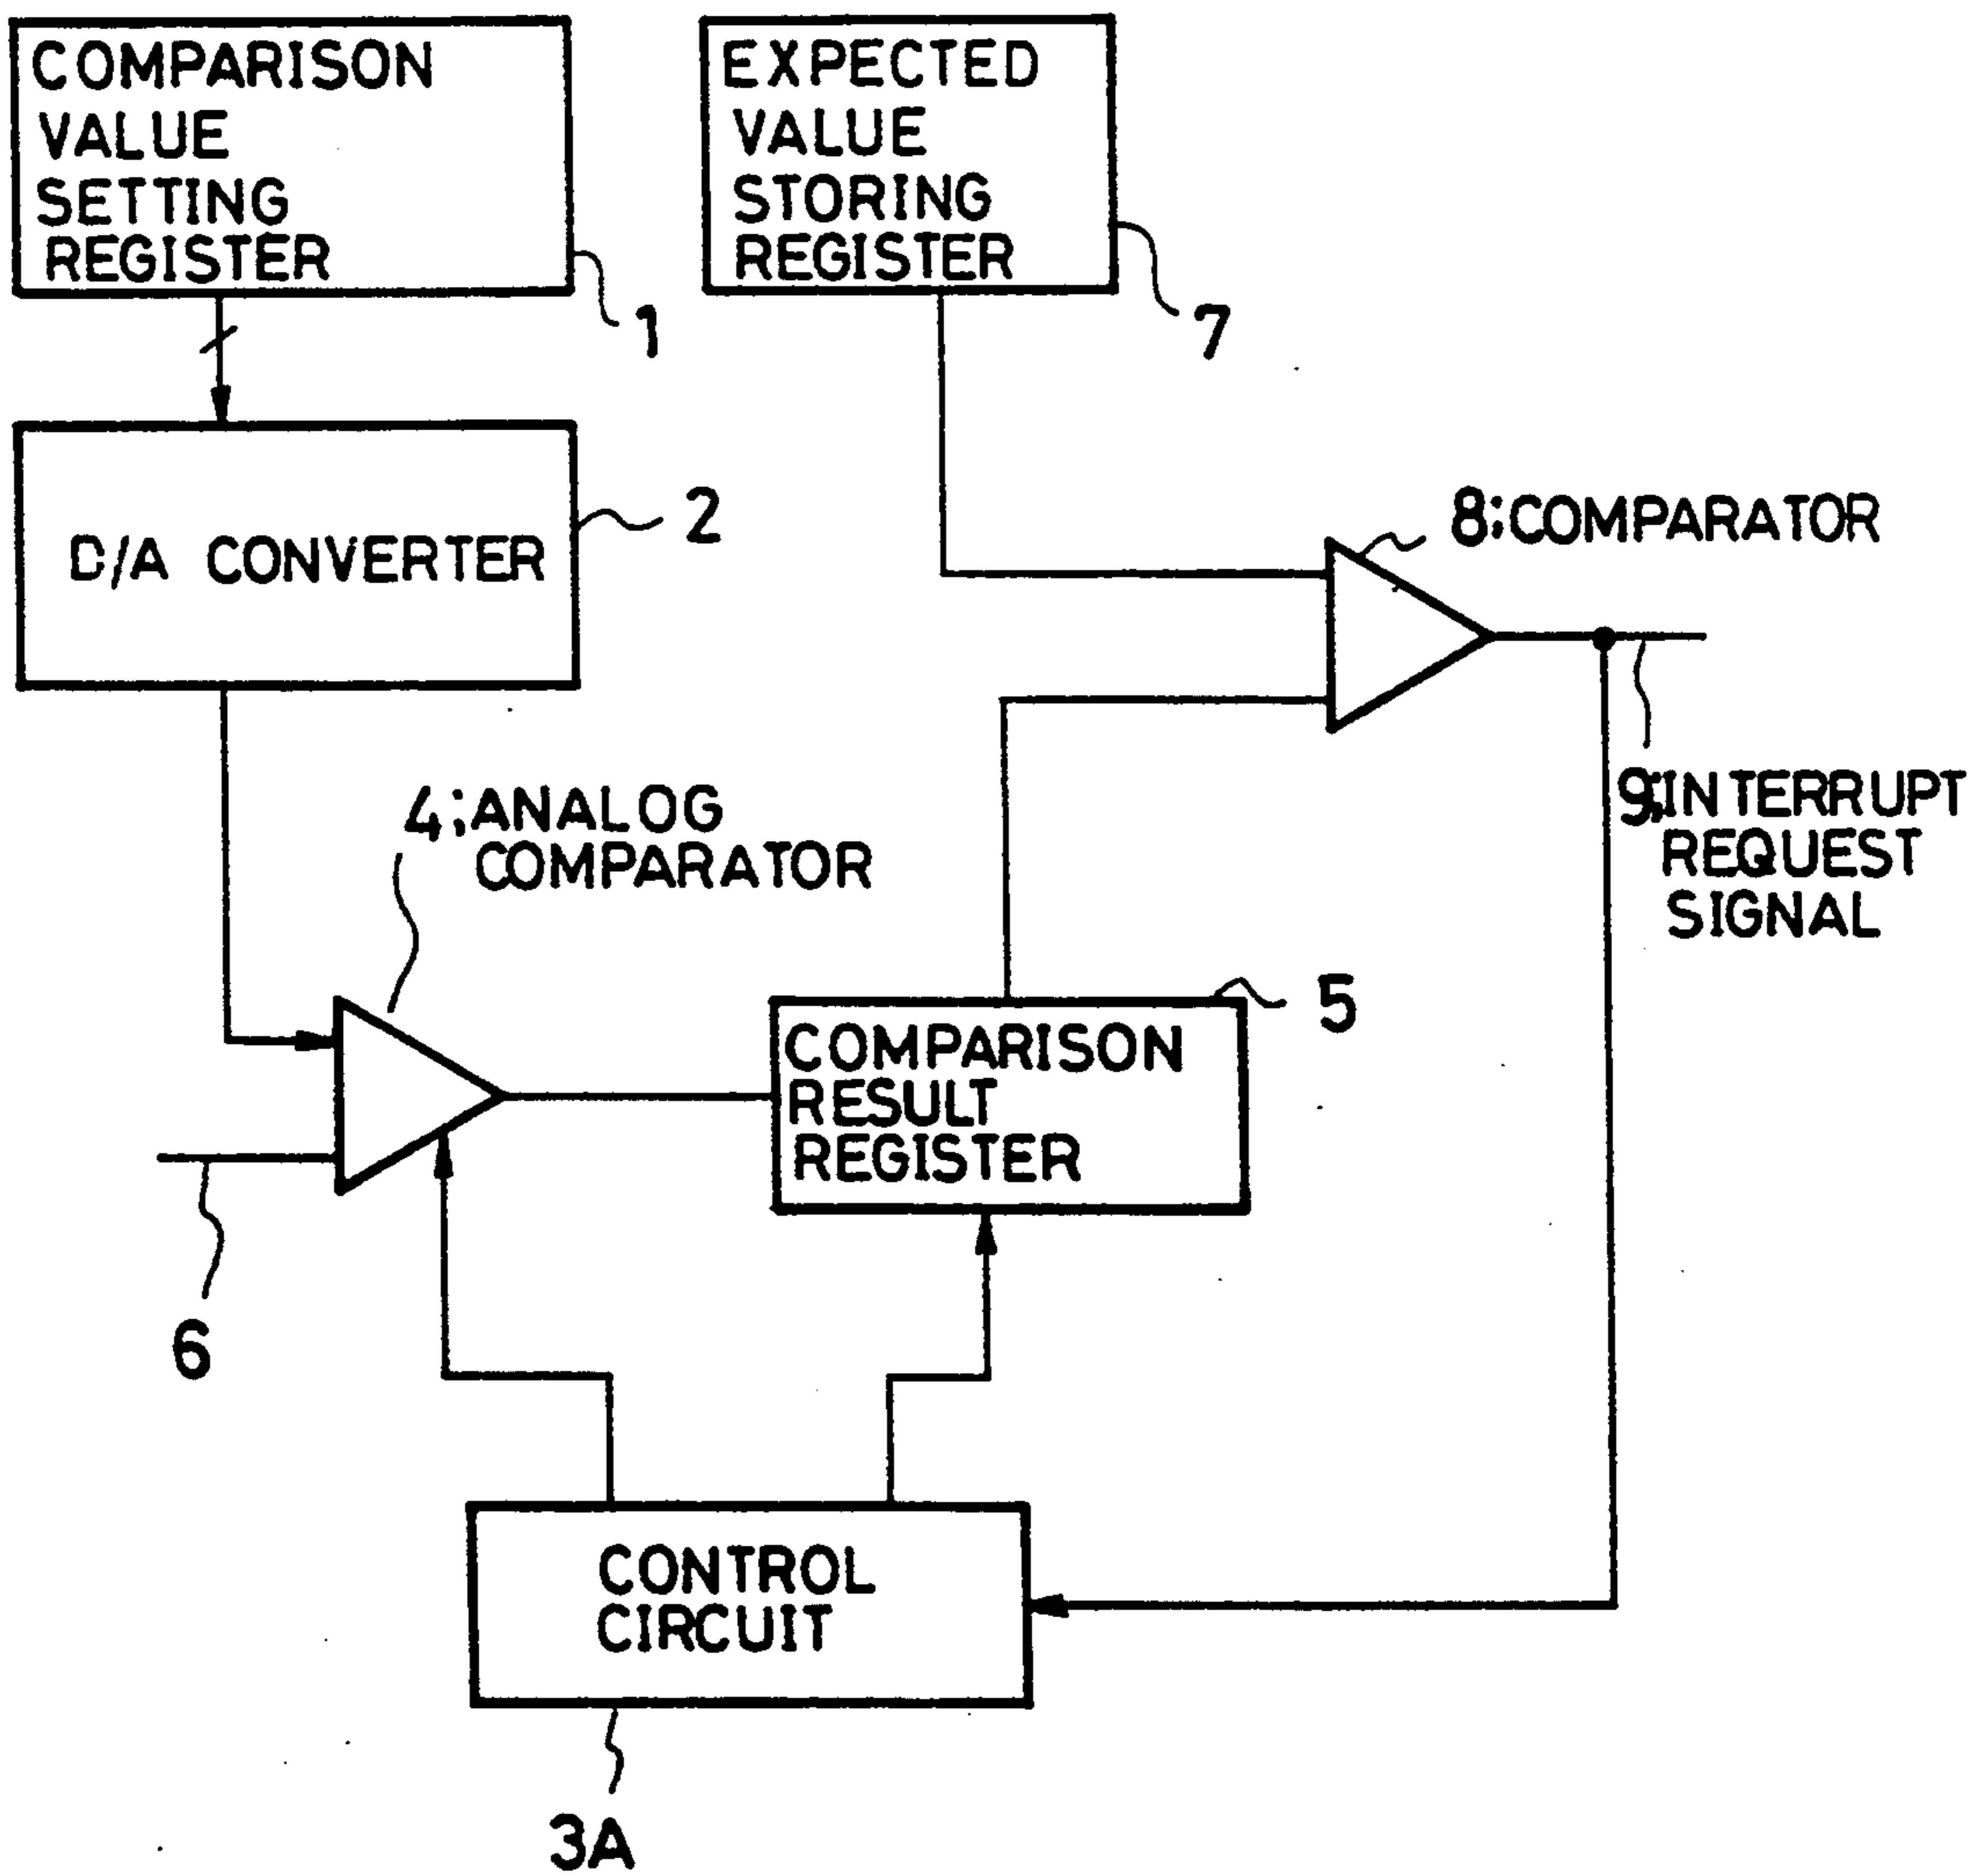 COMPARISON
VALUE
SETTING
REGISTER
1
EXPECTED
VALUE
STORING
REGISTER
7
D/A CONVERTER
2
8;COMPARATOR
9;INTERRUPT
REQUEST
SIGNAL
4;ANALOG
COMPARATOR
5
COMPARISON
RESULT
REGISTER
6
CONTROL
CIRCUIT
3A